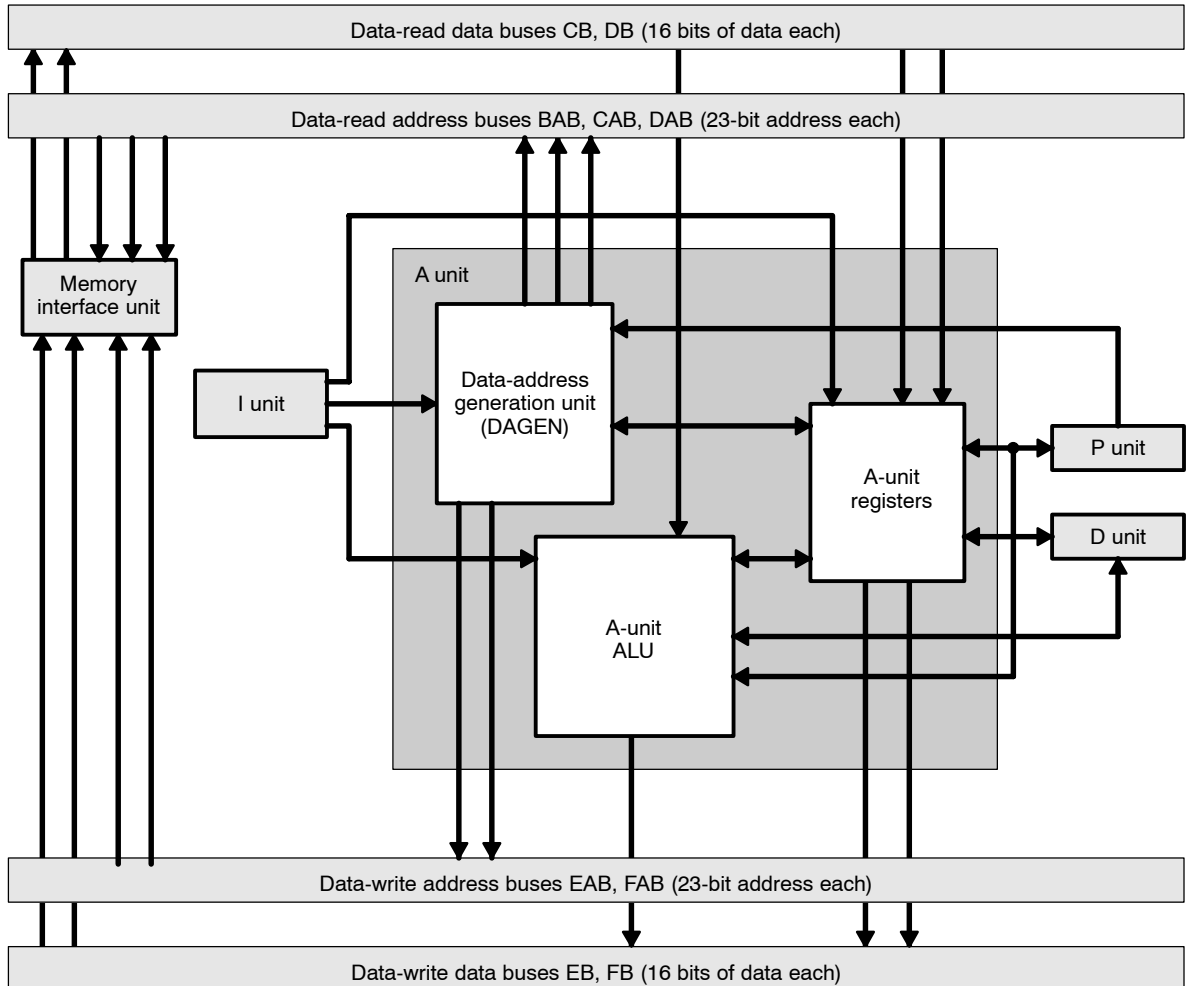 Data-read data buses CB, DB (16 bits of data each)
Data-read address buses BAB, CAB, DAB (23-bit address each)
A unit
Memory
interface unit
Data-address
generation unit
(DAGEN)
I unit
P unit
A-unit
registers
D unit
A-unit
ALU
Data-write address buses EAB, FAB (23-bit address each)
Data-write data buses EB, FB (16 bits of data each)